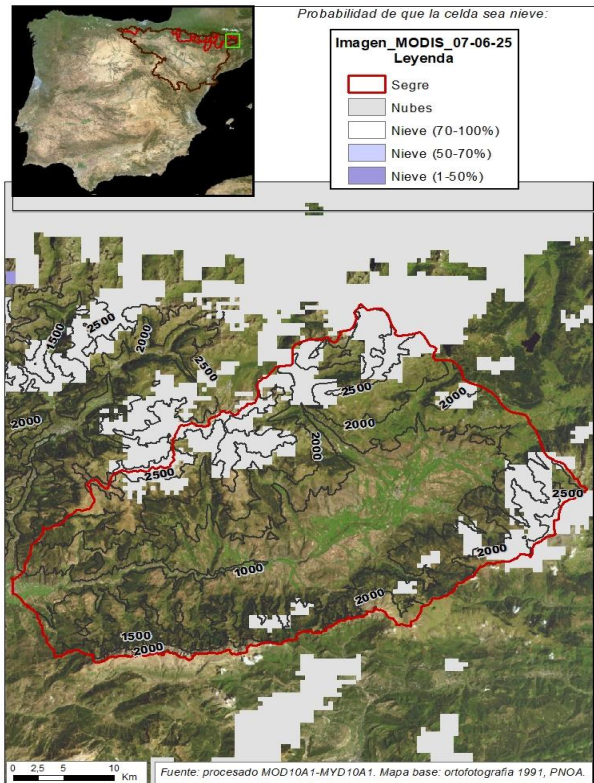 Probabilidad de que la celda sea nieve:
Imagen_MODIS_07-06-25
Leyenda
Segre
Nubes
Nieve (70-100%)
Nieve (50-70%)
Nieve (1-50%)
1500
2500
2000
2500
2000
2500
2500
2000
2000
2000
2500
2500
2000
1000
2000
1500
2000
0 2,5 5 10
Km
Fuente: procesado MOD10A1-MYD10A1. Mapa base: ortofotografía 1991, PNOA.